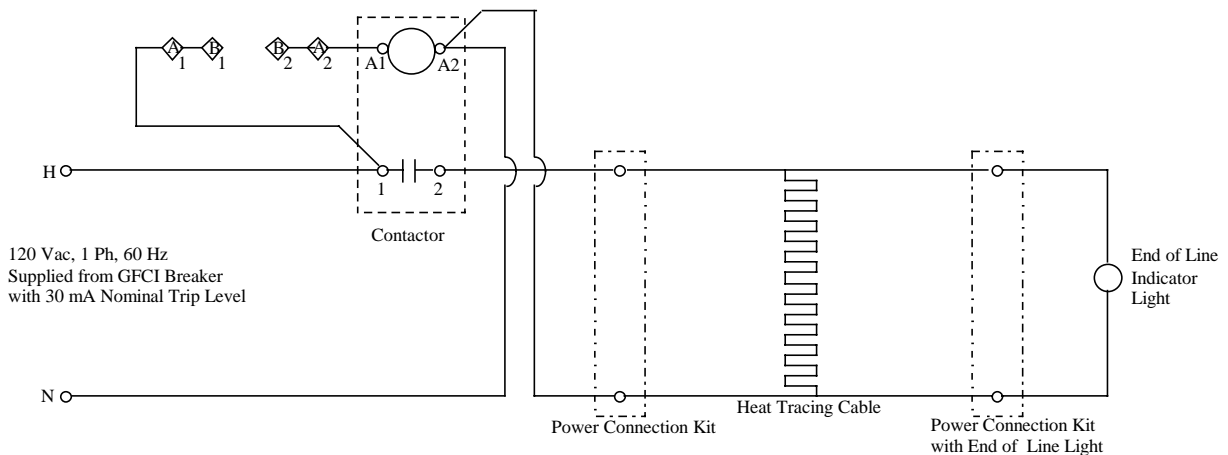 A B B A
1 1 2 2
A1 A2
H
1 2
Contactor
120 Vac, 1 Ph, 60 Hz
Supplied from GFCI Breaker
with 30 mA Nominal Trip Level
End of Line
Indicator
Light
N
Heat Tracing Cable
Power Connection Kit
Power Connection Kit
with End of Line Light